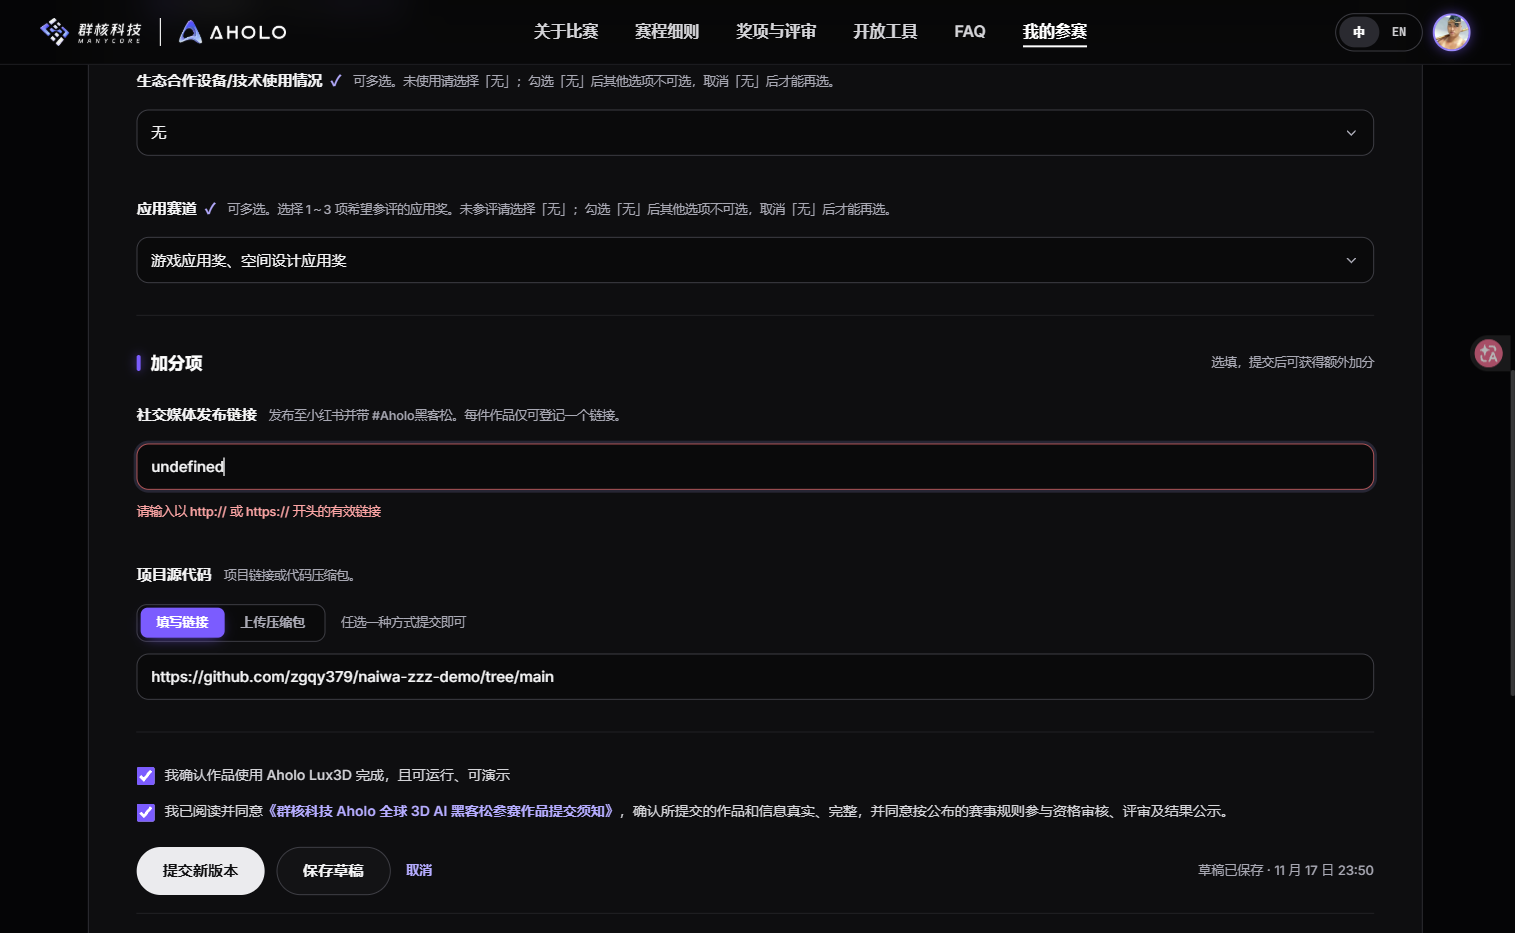 群核科技
MANYCORE
AHOLO
关于比赛
赛程细则
奖项与评审
开放工具
FAQ
我的参赛
中
EN
生态合作设备/技术使用情况 ✓ 可多选。未使用请选择「无」；勾选「无」后其他选项不可选，取消「无」后才能再选。
无
应用赛道 ✓ 可多选。选择 1~3 项希望参评的应用奖。未参评请选择「无」；勾选「无」后其他选项不可选，取消「无」后才能再选。
游戏应用奖、空间设计应用奖
加分项
选填，提交后可获得额外加分
社交媒体发布链接 发布至小红书并带 #Aholo黑客松。每件作品仅可登记一个链接。
undefined
请输入以 http:// 或 https:// 开头的有效链接
项目源代码 项目链接或代码压缩包。
填写链接
上传压缩包
任选一种方式提交即可
https://github.com/zgqy379/naiwa-zzz-demo/tree/main
我确认作品使用 Aholo Lux3D 完成，且可运行、可演示
我已阅读并同意《群核科技 Aholo 全球 3D AI 黑客松参赛作品提交须知》，确认所提交的作品和信息真实、完整，并同意按公布的赛事规则参与资格审核、评审及结果公示。
提交新版本
保存草稿
取消
草稿已保存 · 11 月 17 日 23:50